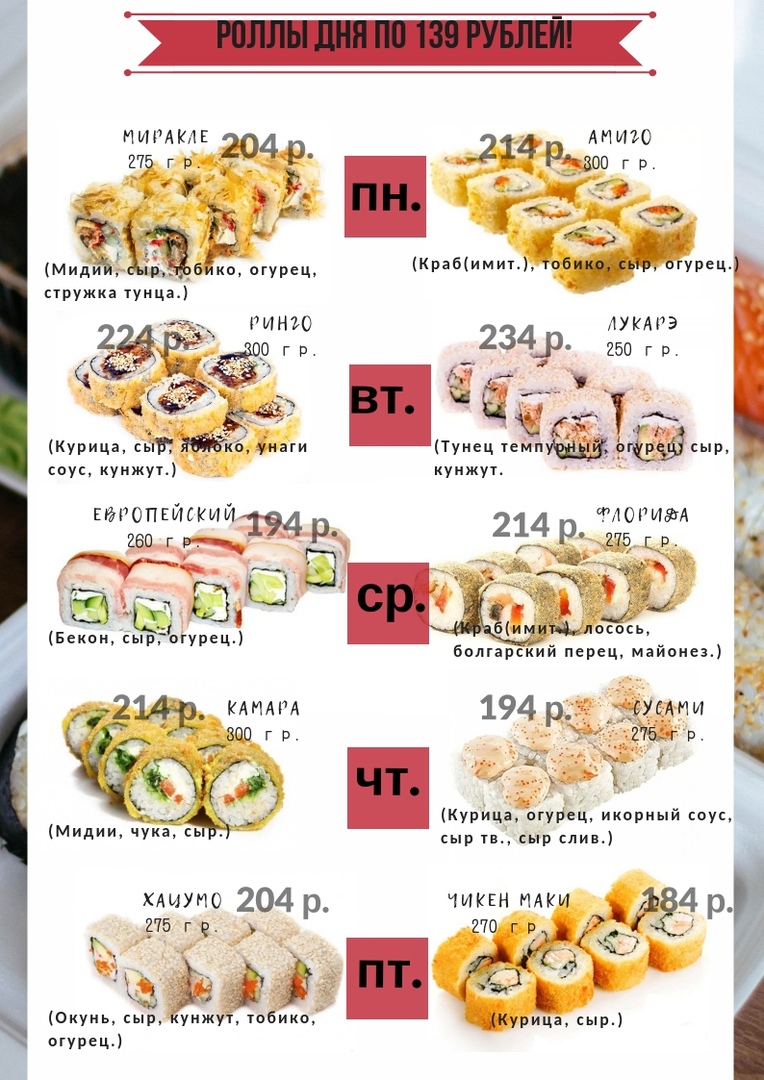 РОЛЛЫ ДНЯ ПО 139 РУБЛЕЙ!
МИРАКЛЕ 204 р.
275 гр.
(Мидии, сыр, тобико, огурец,
стружка тунца.)
пн.
214 р. АМИГО
300 гр.
(Краб(имит.), тобико, сыр, огурец.)
224 р. РИНГО
300 гр.
(Курица, сыр, яблоко, унаги
соус, кунжут.)
вт.
234 р. ЛУКАРЭ
250 гр.
(Тунец темпурный, огурец, сыр,
кунжут.
ЕВРОПЕЙСКИЙ 194 р.
260 гр.
(Бекон, сыр, огурец.)
ср.
214 р. ФЛОРИДА
275 гр.
(Краб(имит.), лосось,
болгарский перец, майонез.)
214 р. КАМАРА
300 гр.
(Мидии, чука, сыр.)
чт.
194 р. СУСАМИ
275 гр.
(Курица, огурец, икорный соус,
сыр тв., сыр слив.)
ХАЦУМО 204 р.
275 гр.
(Окунь, сыр, кунжут, тобико,
огурец.)
пт.
ЧИКЕН МАКИ 184 р.
270 гр.
(Курица, сыр.)